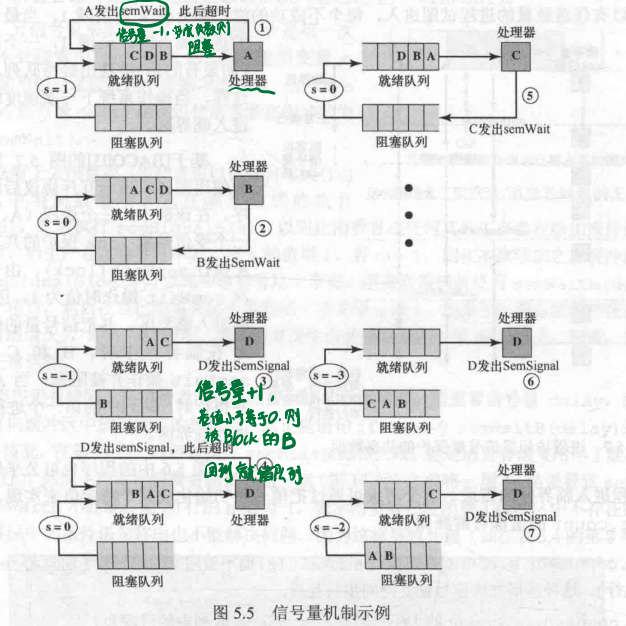 A发出semWait，此后超时
信号量-1，若成负数则
阻塞
①
C D B
A
就绪队列
处理器
s=1
阻塞队列
处理器
D B A
C
就绪队列
s=0
⑤
阻塞队列
C发出semWait
处理器
A C D
B
就绪队列
s=0
②
阻塞队列
B发出SemWait
处理器
A C
D
就绪队列
D发出SemSignal
s=-1
③
B
阻塞队列
信号量+1，
若值小于等于0，则
被Block的B
回到就绪队列
处理器
D
就绪队列
D发出SemSignal
s=-3
⑥
C A B
阻塞队列
D发出semSignal，此后超时
④
B A C
D
就绪队列
处理器
s=0
阻塞队列
处理器
C
D
就绪队列
D发出SemSignal
s=-2
⑦
A B
阻塞队列
图 5.5 信号量机制示例